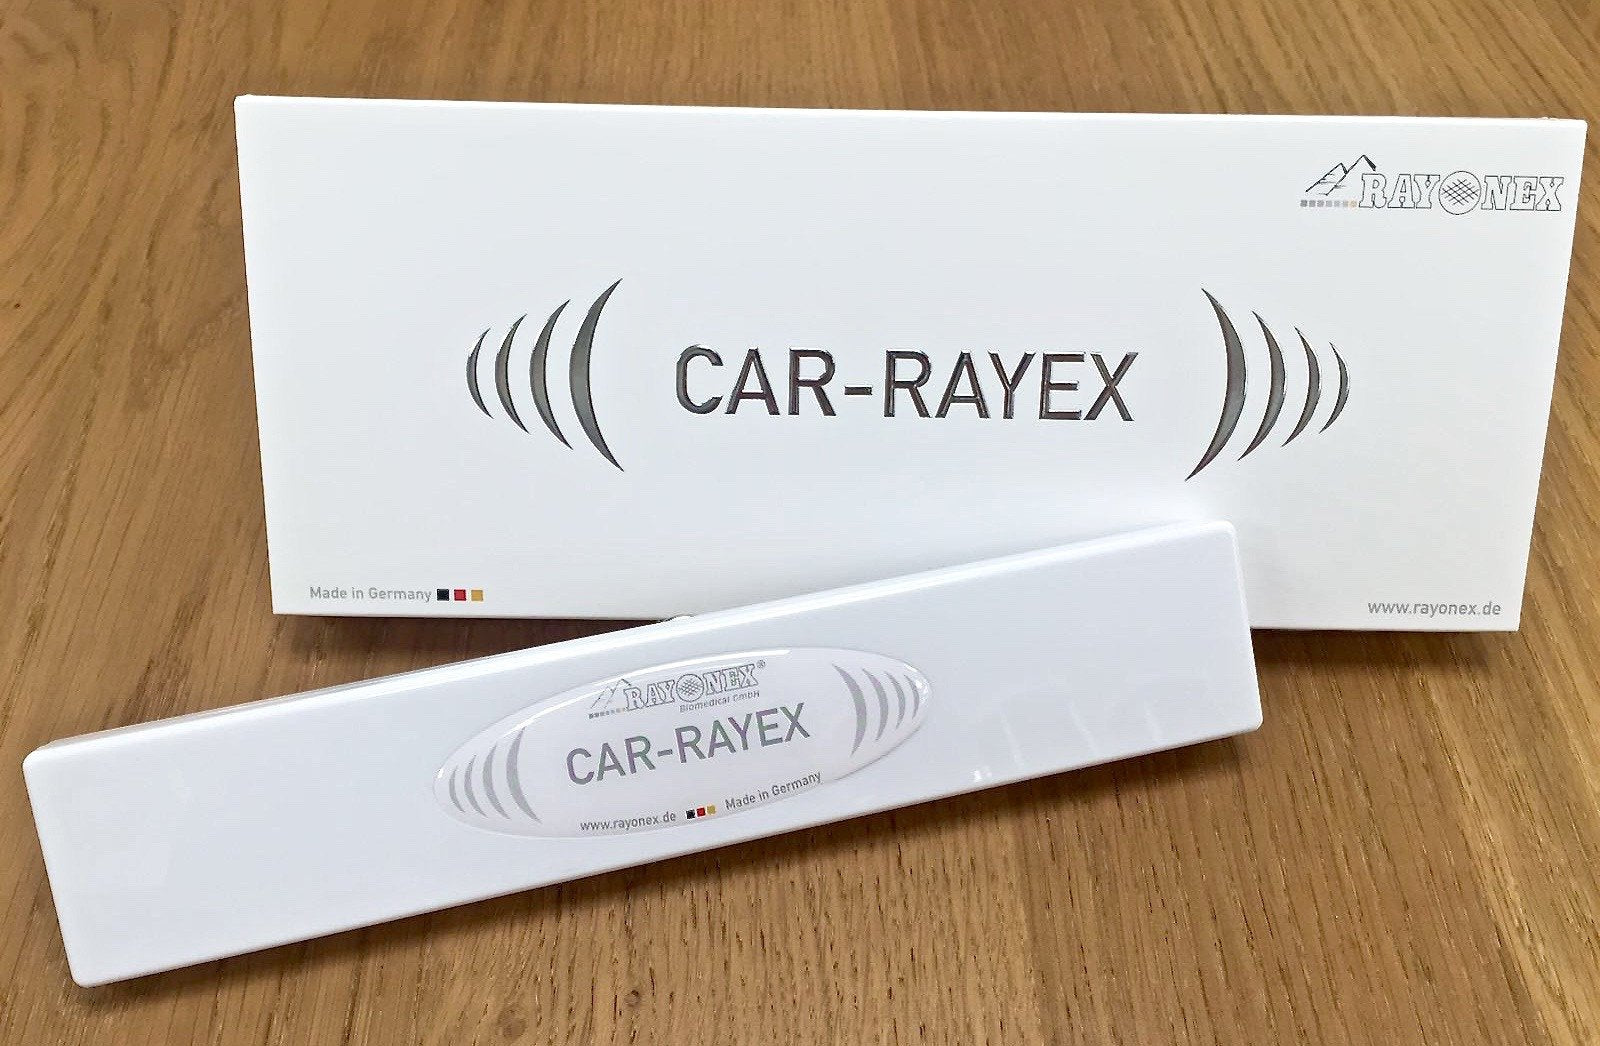 RAYONEX
CAR-RAYEX
Made in Germany
www.rayonex.de
RAYONEX®
Biomedical GmbH
CAR-RAYEX
www.rayonex.de Made in Germany